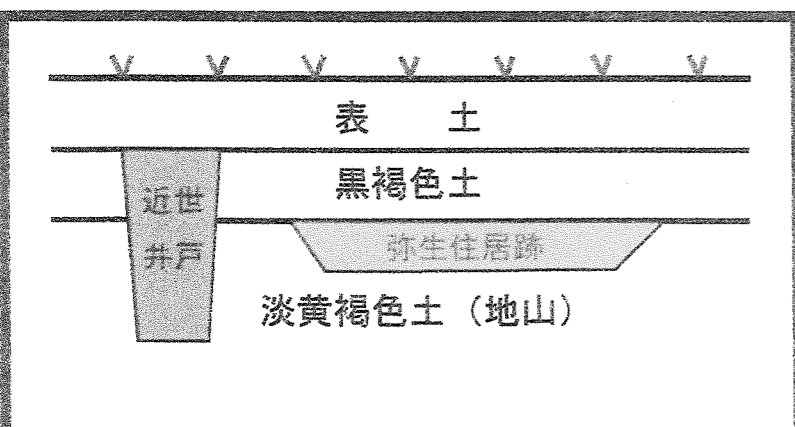 表　土
黒褐色土
近世
井戸
弥生住居跡
淡黄褐色土（地山）